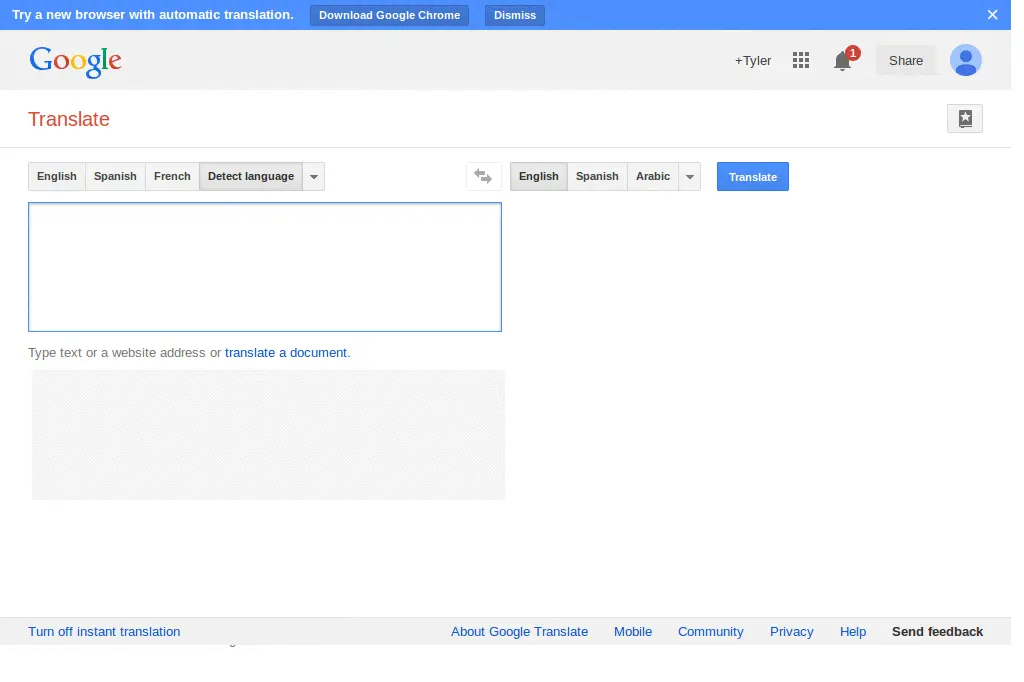 Try a new browser with automatic translation. Download Google Chrome Dismiss
Google +Tyler 1 Share
Translate
English Spanish French Detect language English Spanish Arabic Translate
Type text or a website address or translate a document.
Turn off instant translation About Google Translate Mobile Community Privacy Help Send feedback